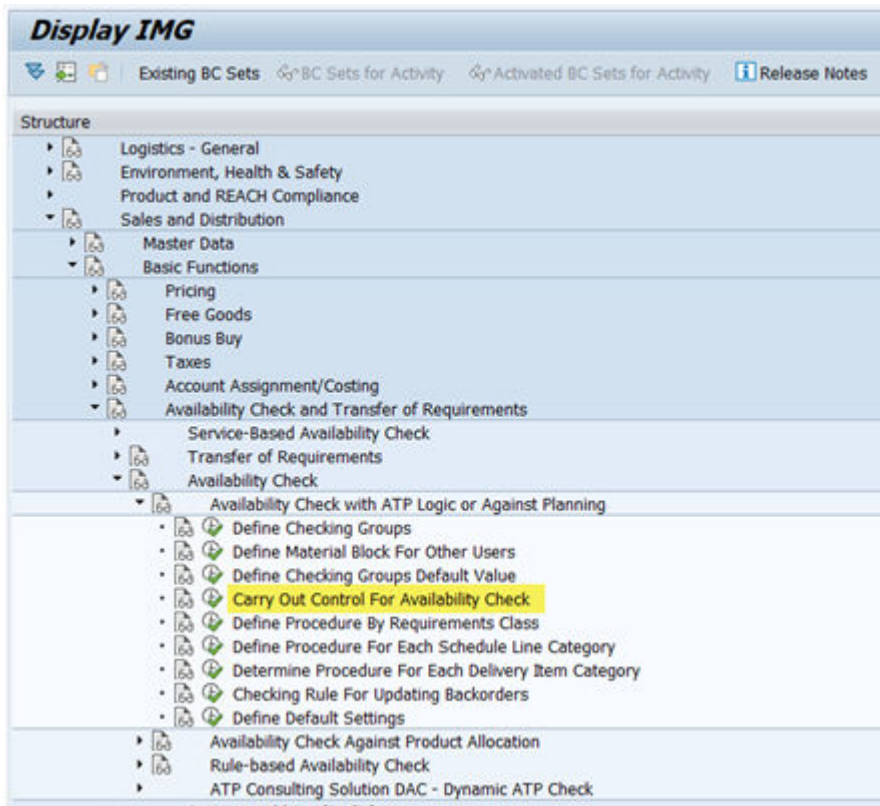 Display IMG
Existing BC Sets BC Sets for Activity Activated BC Sets for Activity Release Notes
Structure
Logistics - General
Environment, Health & Safety
Product and REACH Compliance
Sales and Distribution
Master Data
Basic Functions
Pricing
Free Goods
Bonus Buy
Taxes
Account Assignment/Costing
Availability Check and Transfer of Requirements
Service-Based Availability Check
Transfer of Requirements
Availability Check
Availability Check with ATP Logic or Against Planning
Define Checking Groups
Define Material Block For Other Users
Define Checking Groups Default Value
Carry Out Control For Availability Check
Define Procedure By Requirements Class
Define Procedure For Each Schedule Line Category
Determine Procedure For Each Delivery Item Category
Checking Rule For Updating Backorders
Define Default Settings
Availability Check Against Product Allocation
Rule-based Availability Check
ATP Consulting Solution DAC - Dynamic ATP Check